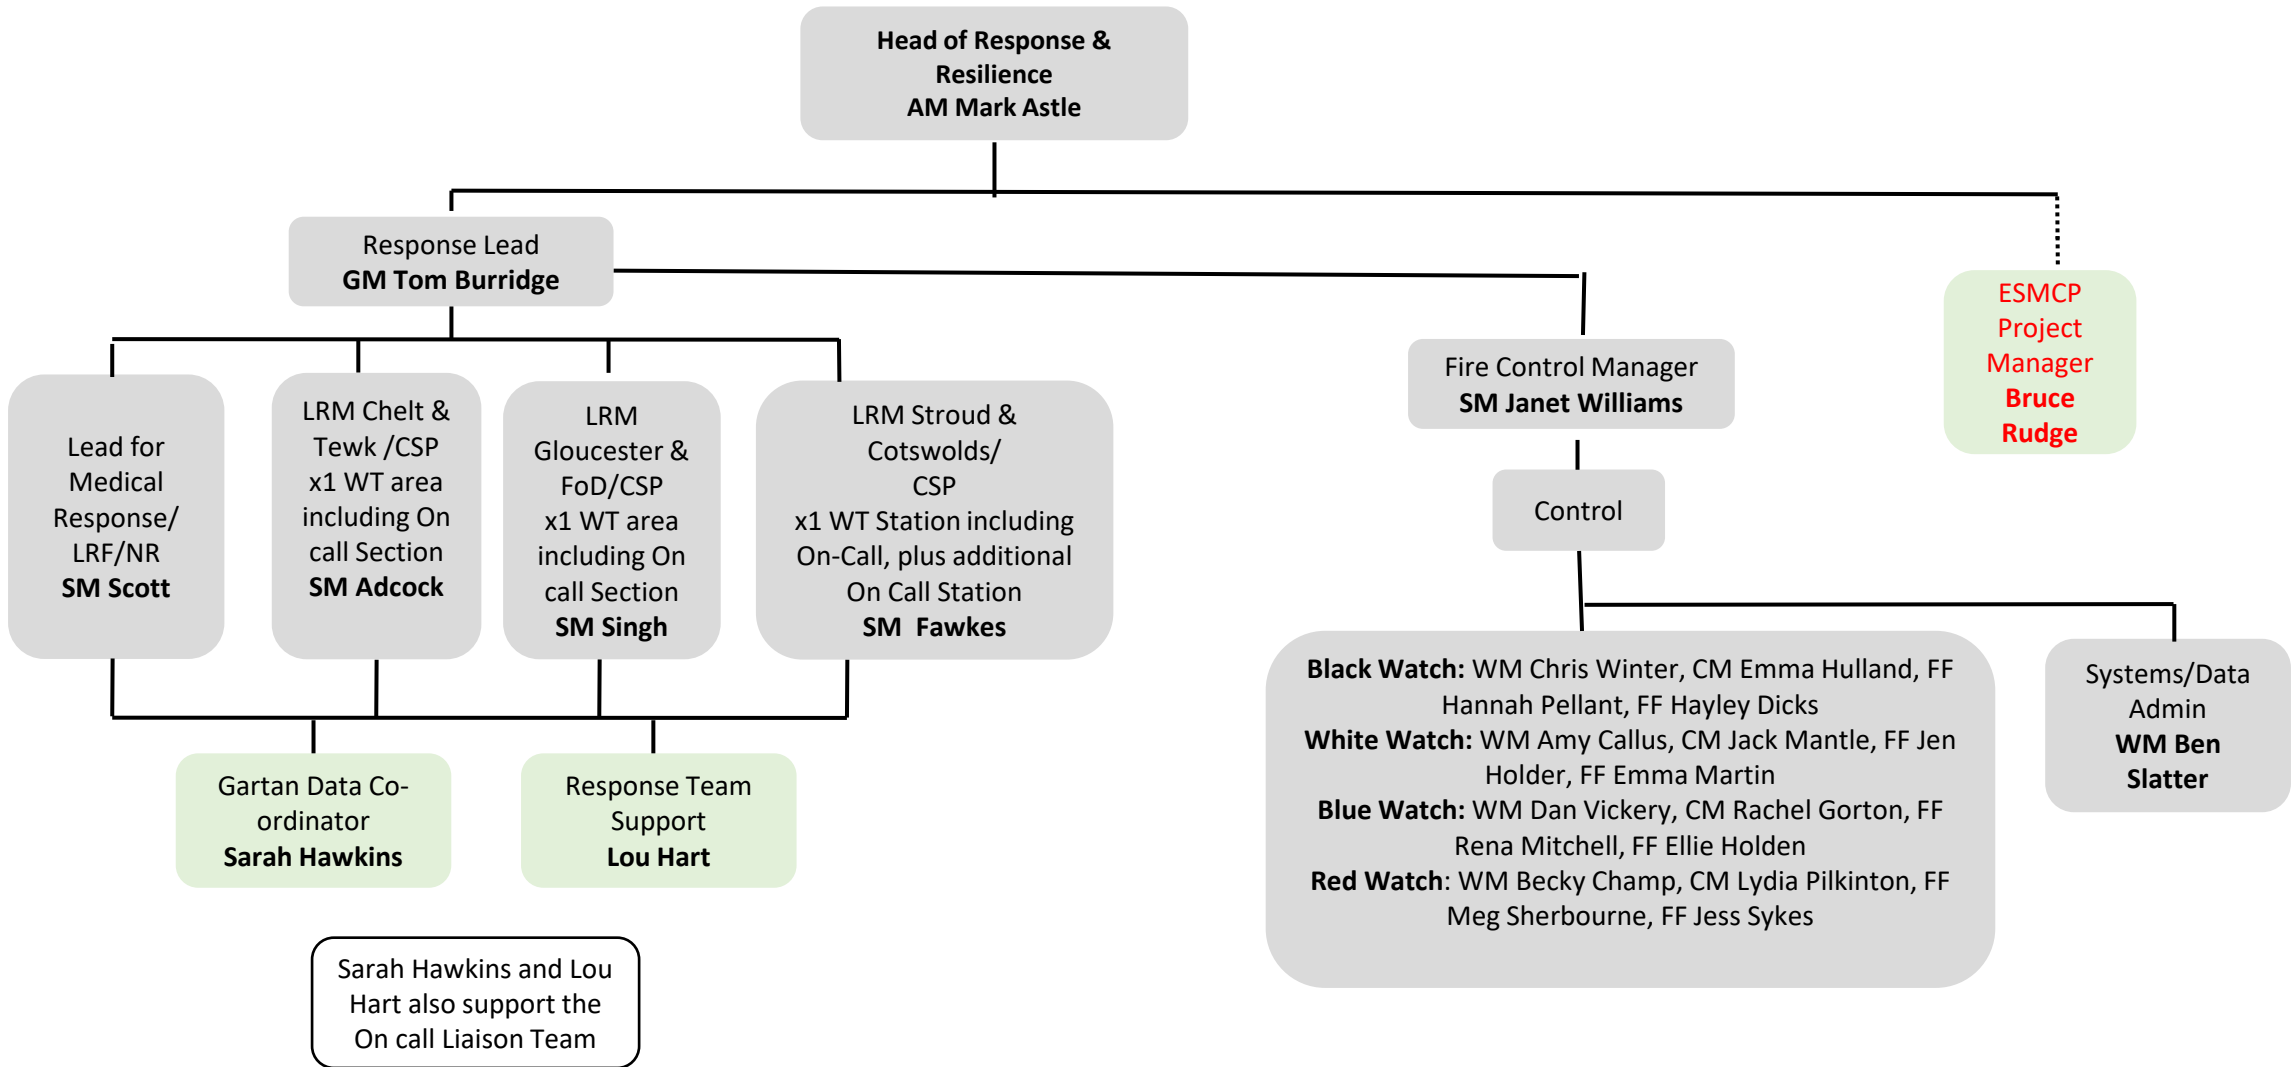 Head of Response &
Resilience
AM Mark Astle
Response Lead
GM Tom Burridge
ESMCP
Project
Manager
Bruce
Rudge
Fire Control Manager
SM Janet Williams
Lead for
Medical
Response/
LRF/NR
SM Scott
LRM Chelt &
Tewk /CSP
x1 WT area
including On
call Section
SM Adcock
LRM
Gloucester &
FoD/CSP
x1 WT area
including On
call Section
SM Singh
LRM Stroud &
Cotswolds/
CSP
x1 WT Station including
On-Call, plus additional
On Call Station
SM  Fawkes
Control
Black Watch: WM Chris Winter, CM Emma Hulland, FF
Hannah Pellant, FF Hayley Dicks
White Watch: WM Amy Callus, CM Jack Mantle, FF Jen
Holder, FF Emma Martin
Blue Watch: WM Dan Vickery, CM Rachel Gorton, FF
Rena Mitchell, FF Ellie Holden
Red Watch: WM Becky Champ, CM Lydia Pilkinton, FF
Meg Sherbourne, FF Jess Sykes
Systems/Data
Admin
WM Ben
Slatter
Gartan Data Co-
ordinator
Sarah Hawkins
Response Team
Support
Lou Hart
Sarah Hawkins and Lou
Hart also support the
On call Liaison Team